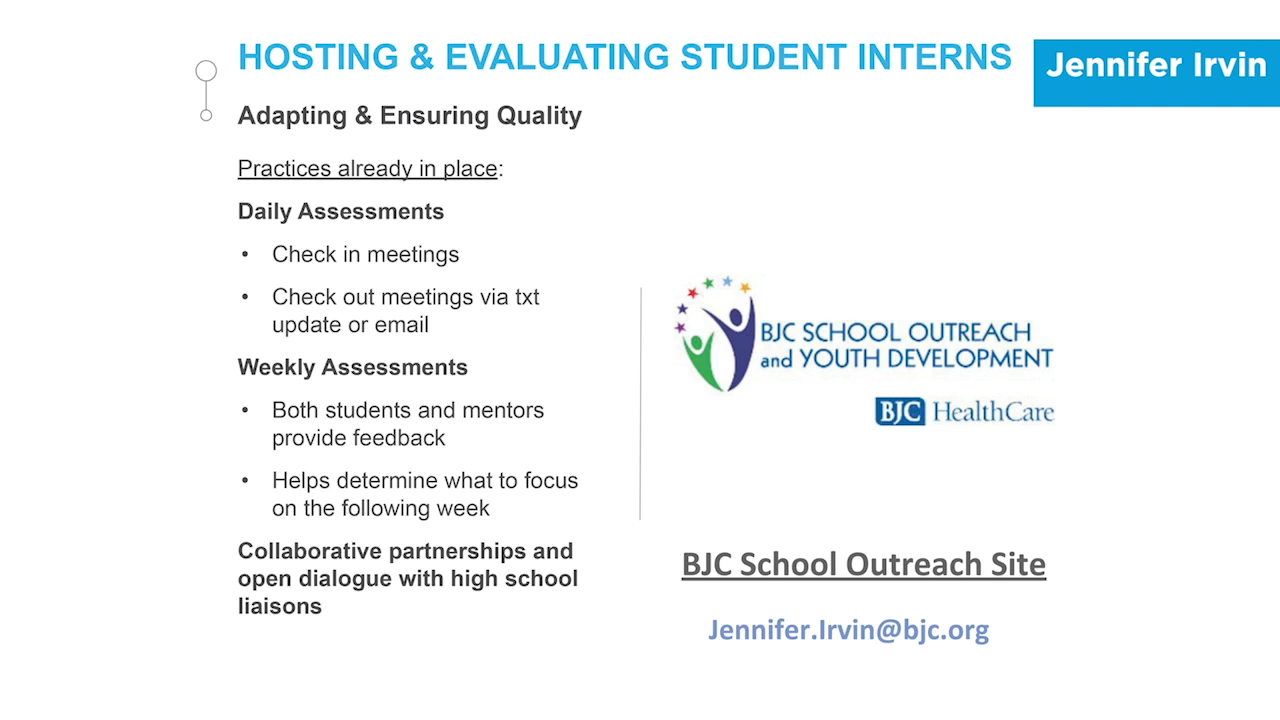 HOSTING & EVALUATING STUDENT INTERNS
Jennifer Irvin
Adapting & Ensuring Quality
Practices already in place:
Daily Assessments
• Check in meetings
• Check out meetings via txt
update or email
Weekly Assessments
• Both students and mentors
provide feedback
• Helps determine what to focus
on the following week
Collaborative partnerships and
open dialogue with high school
liaisons
BJC SCHOOL OUTREACH
and YOUTH DEVELOPMENT
BJC HealthCare
BJC School Outreach Site
Jennifer.Irvin@bjc.org